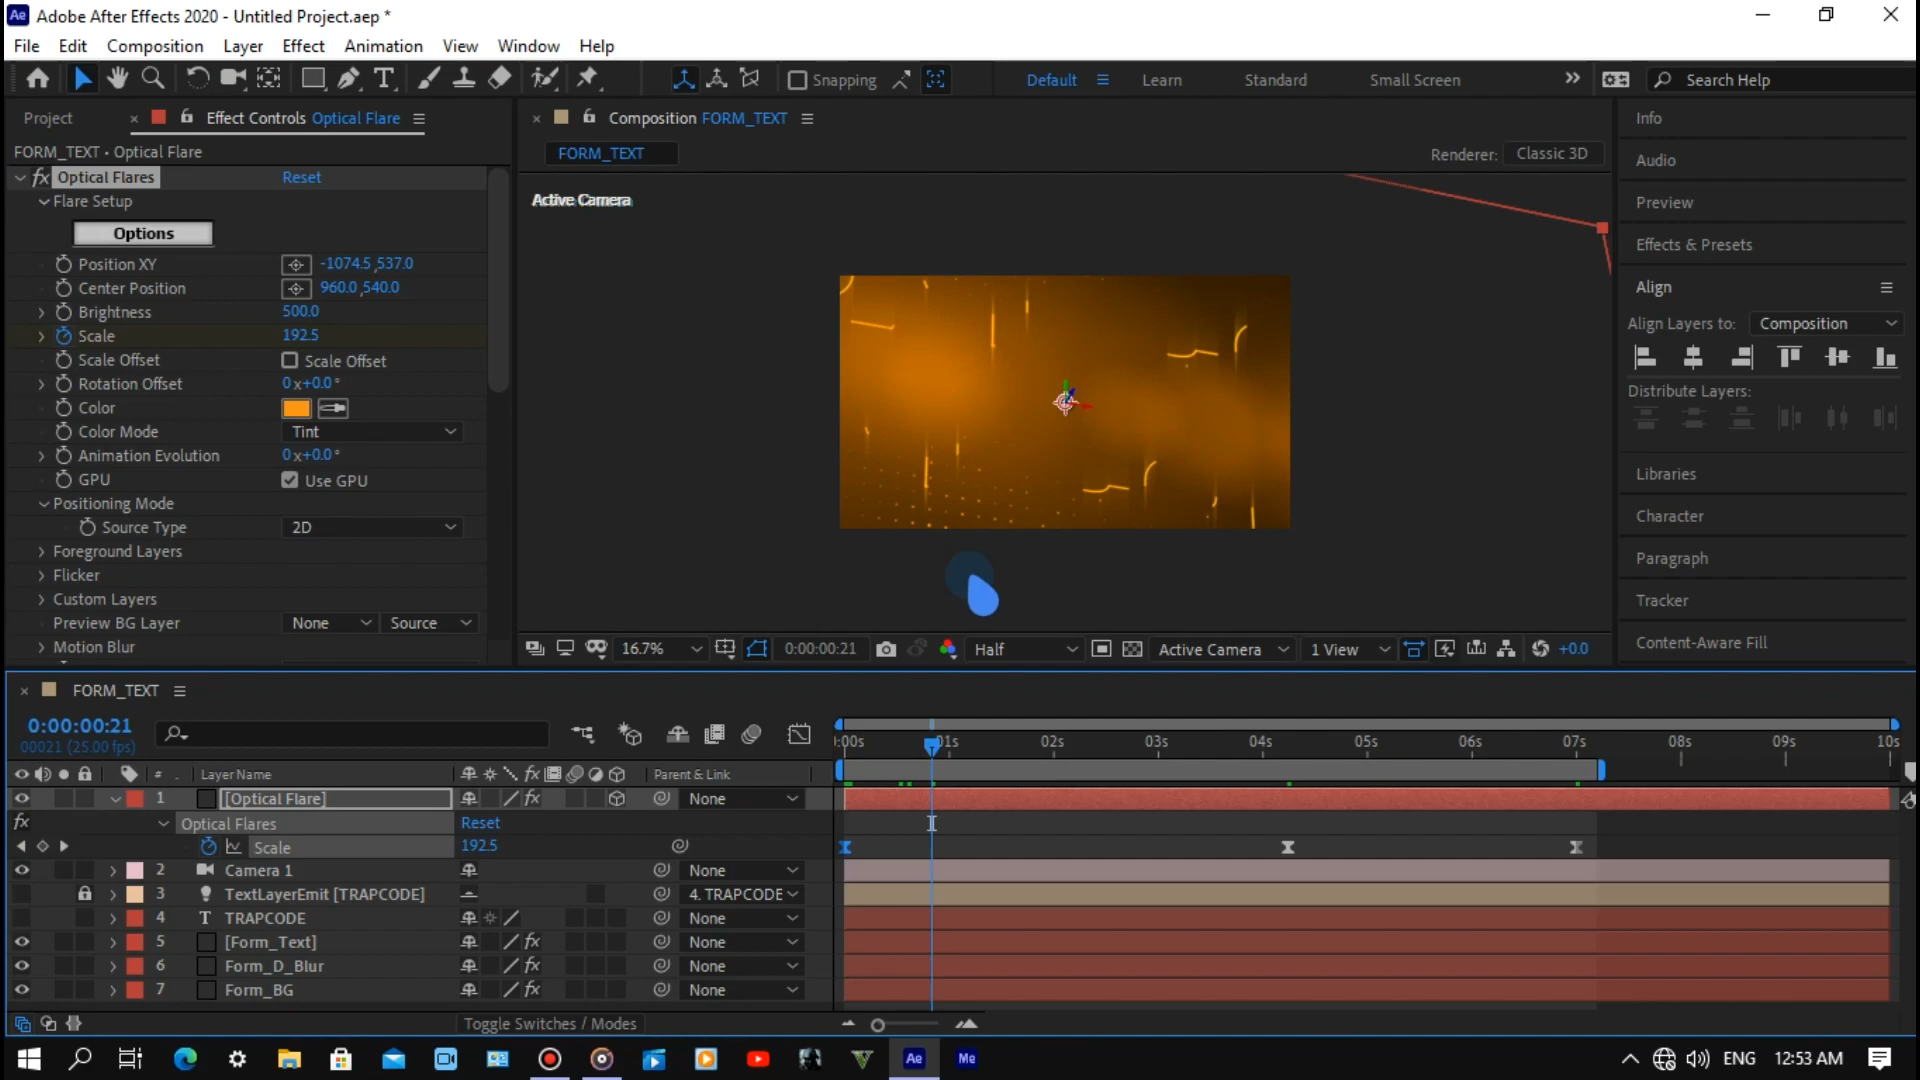 Ae Adobe After Effects 2020 - Untitled Project.aep *
File Edit Composition Layer Effect Animation View Window Help
Snapping Default Learn Standard Small Screen Search Help
Project Effect Controls Optical Flare
FORM_TEXT • Optical Flare
fx Optical Flares Reset
Flare Setup
Options
Position XY -1074.5,537.0
Center Position 960.0,540.0
Brightness 500.0
Scale 192.5
Scale Offset Scale Offset
Rotation Offset 0x+0.0°
Color
Color Mode Tint
Animation Evolution 0x+0.0°
GPU Use GPU
Positioning Mode
Source Type 2D
Foreground Layers
Flicker
Custom Layers
Preview BG Layer None Source
Motion Blur
Composition FORM_TEXT
FORM_TEXT Renderer: Classic 3D
Active Camera
16.7% 0:00:00:21 Half Active Camera 1 View +0.0
Info
Audio
Preview
Effects & Presets
Align
Align Layers to: Composition
Distribute Layers:
Libraries
Character
Paragraph
Tracker
Content-Aware Fill
FORM_TEXT
0:00:00:21
00021 (25.00 fps)
:00s 01s 02s 03s 04s 05s 06s 07s 08s 09s 10s
# Layer Name fx Parent & Link
1 [Optical Flare] fx None
fx Optical Flares Reset
Scale 192.5
2 Camera 1 None
3 TextLayerEmit [TRAPCODE] 4. TRAPCODE
4 T TRAPCODE None
5 [Form_Text] fx None
6 Form_D_Blur fx None
7 Form_BG fx None
Toggle Switches / Modes
Ae Me ENG 12:53 AM